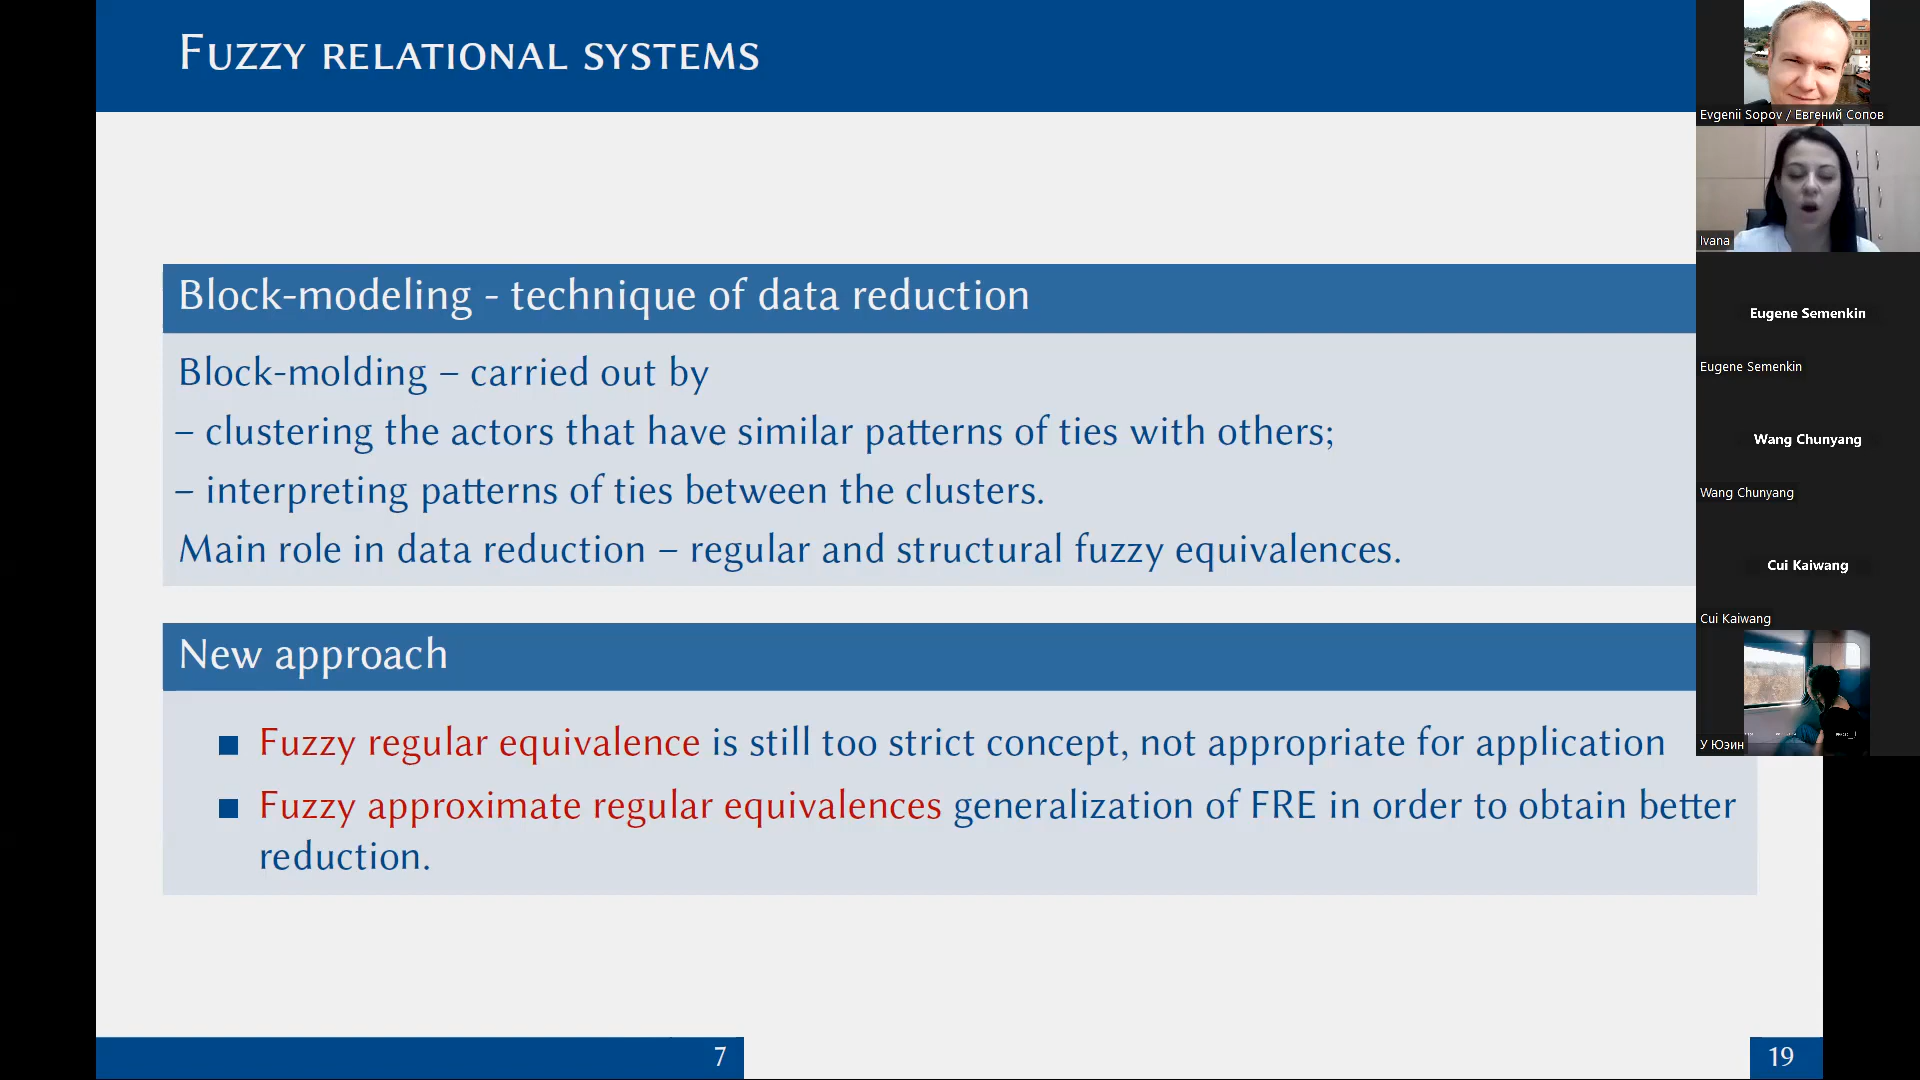 Fuzzy relational systems
Block-modeling - technique of data reduction
Block-molding – carried out by
– clustering the actors that have similar patterns of ties with others;
– interpreting patterns of ties between the clusters.
Main role in data reduction – regular and structural fuzzy equivalences.
New approach
Fuzzy regular equivalence is still too strict concept, not appropriate for application
Fuzzy approximate regular equivalences generalization of FRE in order to obtain better
reduction.
7
19
Evgenii Sopov / Евгений Сопов
Ivana
Eugene Semenkin
Eugene Semenkin
Wang Chunyang
Wang Chunyang
Cui Kaiwang
Cui Kaiwang
У Юэин